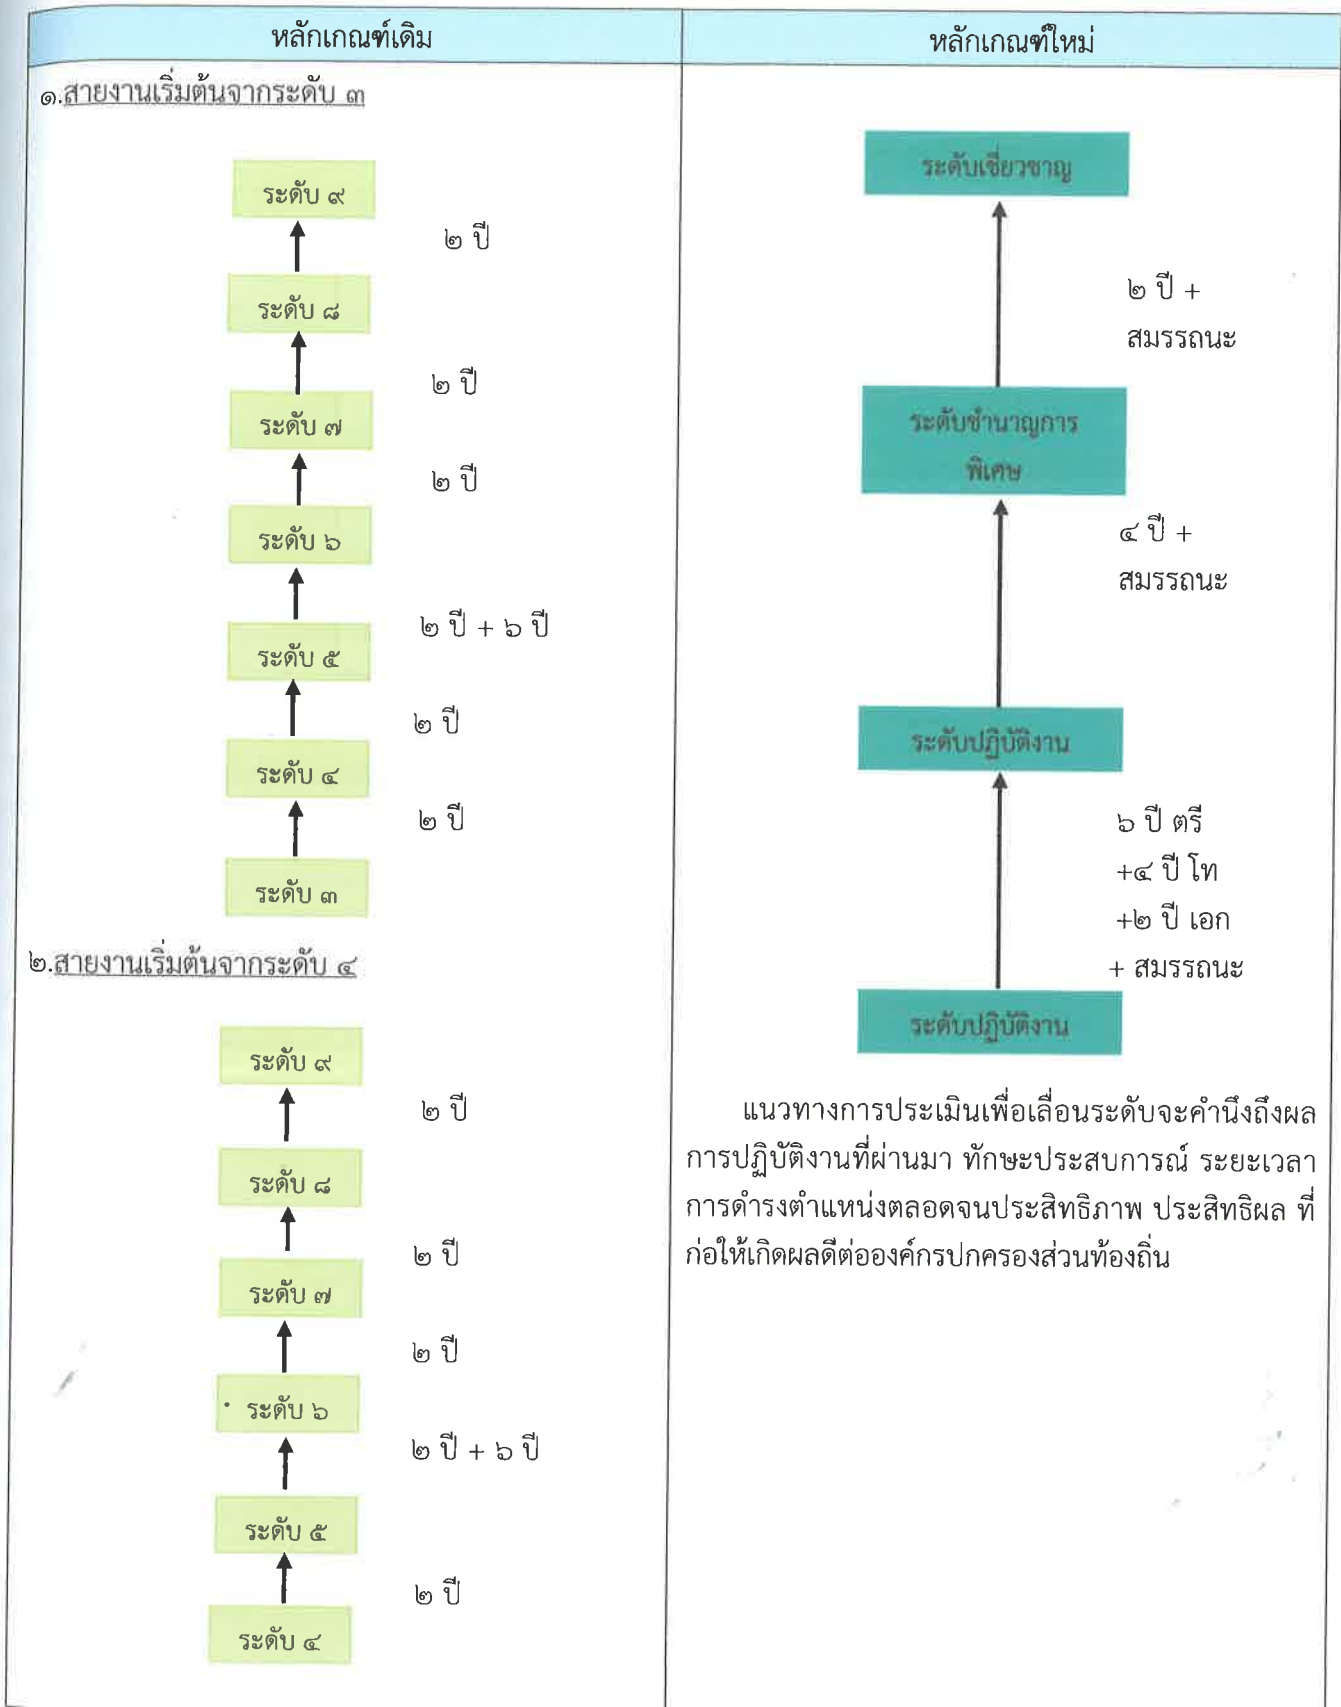 หลักเกณฑ์เดิม
๑.สายงานเริ่มต้นจากระดับ ๓
ระดับ ๙
๒ ปี
ระดับ ๘
๒ ปี
ระดับ ๗
๒ ปี
ระดับ ๖
๒ ปี + ๖ ปี
ระดับ ๕
๒ ปี
ระดับ ๔
๒ ปี
ระดับ ๓
๒.สายงานเริ่มต้นจากระดับ ๔
ระดับ ๙
๒ ปี
ระดับ ๘
๒ ปี
ระดับ ๗
๒ ปี
ระดับ ๖
๒ ปี + ๖ ปี
ระดับ ๕
๒ ปี
ระดับ ๔
หลักเกณฑ์ใหม่
ระดับเชี่ยวชาญ
๒ ปี +
สมรรถนะ
ระดับชำนาญการ
พิเศษ
๔ ปี +
สมรรถนะ
ระดับปฏิบัติงาน
๖ ปี ตรี
+๔ ปี โท
+๒ ปี เอก
+ สมรรถนะ
ระดับปฏิบัติงาน
แนวทางการประเมินเพื่อเลื่อนระดับจะคำนึงถึงผล
การปฏิบัติงานที่ผ่านมา ทักษะประสบการณ์ ระยะเวลา
การดำรงตำแหน่งตลอดจนประสิทธิภาพ ประสิทธิผล ที่
ก่อให้เกิดผลดีต่อองค์กรปกครองส่วนท้องถิ่น